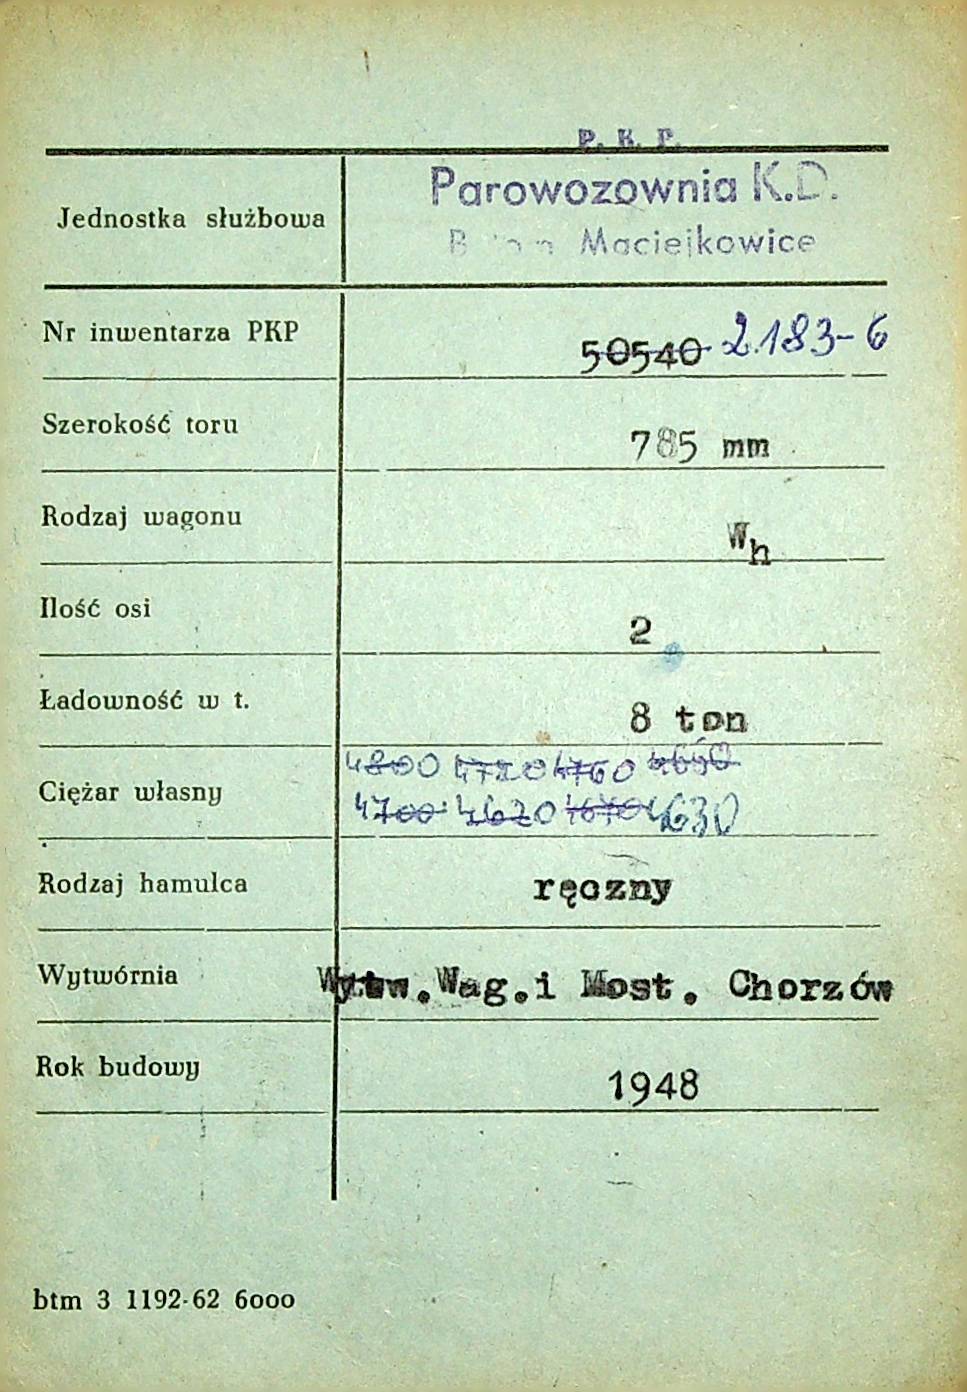 P. K. P.
Jednostka służbowa Parowozownia K.D.
Maciejkowice
Nr inwentarza PKP 50540 2183-6
Szerokość toru 785 mm
Rodzaj wagonu Wh
Ilość osi 2
Ładowność w t. 8 ton
4800 4720 4760
Ciężar własny 4700 4620 4630
Rodzaj hamulca ręczny
Wytwórnia Wytw.Wag.i Most. Chorzów
Rok budowy 1948
btm 3 1192-62 6000